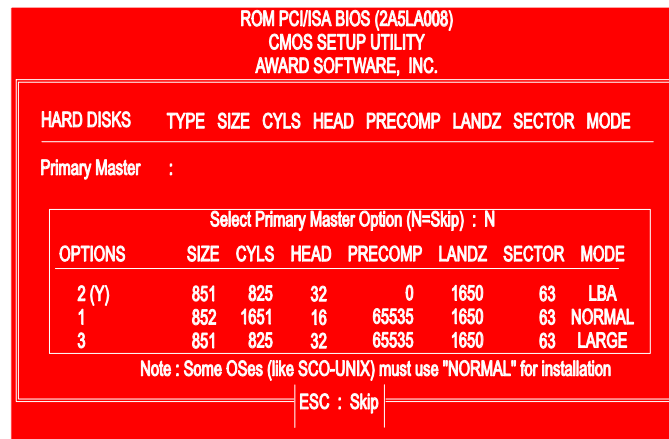 ROM PCI/ISA BIOS (2A5LA008)
CMOS SETUP UTILITY
AWARD SOFTWARE, INC.
HARD DISKS TYPE SIZE CYLS HEAD PRECOMP LANDZ SECTOR MODE
Primary Master :
Select Primary Master Option (N=Skip) : N
OPTIONS SIZE CYLS HEAD PRECOMP LANDZ SECTOR MODE
2 (Y) 851 825 32 0 1650 63 LBA
1 852 1651 16 65535 1650 63 NORMAL
3 851 825 32 65535 1650 63 LARGE
Note : Some OSes (like SCO-UNIX) must use "NORMAL" for installation
ESC : Skip